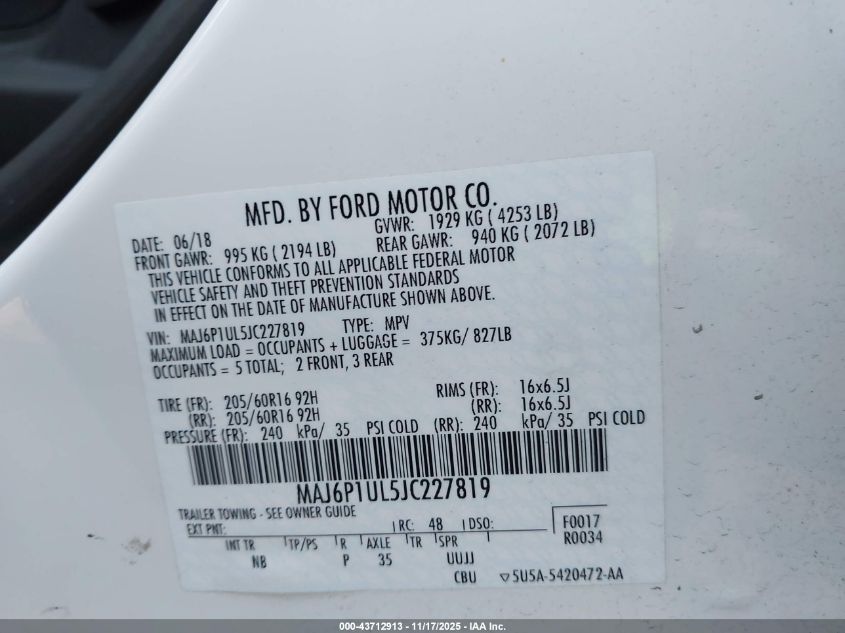 MFD. BY FORD MOTOR CO.
DATE: 06/18 GVWR: 1929 KG ( 4253 LB)
FRONT GAWR: 995 KG ( 2194 LB) REAR GAWR: 940 KG ( 2072 LB)
THIS VEHICLE CONFORMS TO ALL APPLICABLE FEDERAL MOTOR
VEHICLE SAFETY AND THEFT PREVENTION STANDARDS
IN EFFECT ON THE DATE OF MANUFACTURE SHOWN ABOVE.
VIN: MAJ6P1UL5JC227819 TYPE: MPV
MAXIMUM LOAD = OCCUPANTS + LUGGAGE = 375KG/ 827LB
OCCUPANTS = 5 TOTAL; 2 FRONT, 3 REAR
TIRE (FR): 205/60R16 92H RIMS (FR): 16x6.5J
(RR): 205/60R16 92H (RR): 16x6.5J
PRESSURE (FR): 240 kPa/ 35 PSI COLD (RR): 240 kPa/ 35 PSI COLD
MAJ6P1UL5JC227819
TRAILER TOWING - SEE OWNER GUIDE
EXT PNT: RC: 48 DSO: F0017
R0034
INT TR TP/PS R AXLE TR SPR
NB P 35 UUJJ
CBU 5U5A-5420472-AA
000-43712913 - 11/17/2025 - IAA Inc.